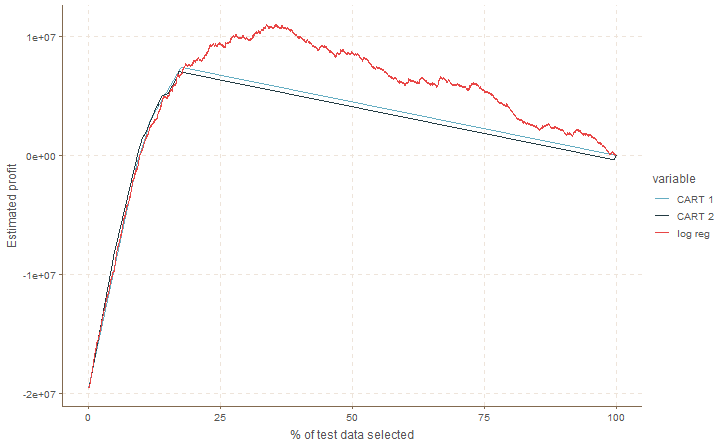 1e+07
0e+00
-1e+07
-2e+07
Estimated profit
0
25
50
75
100
% of test data selected
variable
CART 1
CART 2
log reg